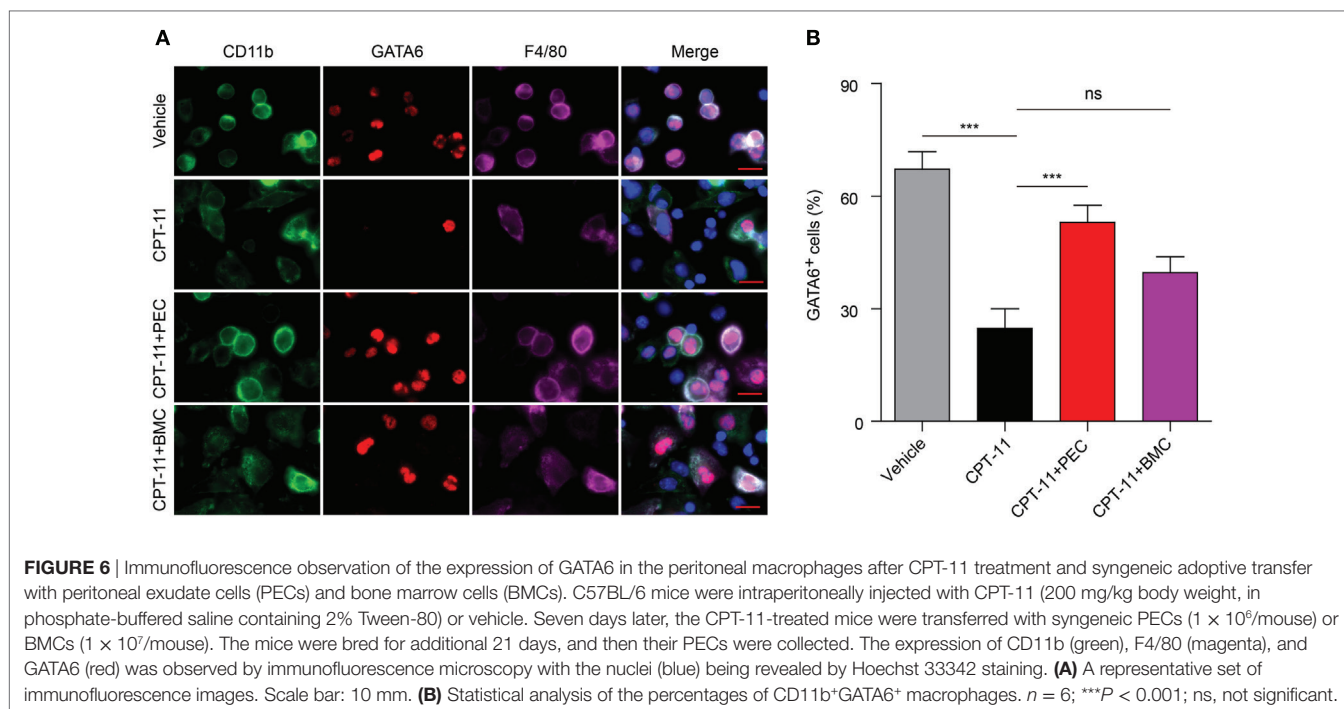 A
CD11b GATA6 F4/80 Merge
Vehicle
CPT-11
CPT-11+PEC
CPT-11+BMC
B
90
60
30
0
GATA6⁺ cells (%)
ns
***
***
Vehicle
CPT-11
CPT-11+PEC
CPT-11+BMC
FIGURE 6 | Immunofluorescence observation of the expression of GATA6 in the peritoneal macrophages after CPT-11 treatment and syngeneic adoptive transfer
with peritoneal exudate cells (PECs) and bone marrow cells (BMCs). C57BL/6 mice were intraperitoneally injected with CPT-11 (200 mg/kg body weight, in
phosphate-buffered saline containing 2% Tween-80) or vehicle. Seven days later, the CPT-11-treated mice were transferred with syngeneic PECs (1 × 10⁶/mouse) or
BMCs (1 × 10⁷/mouse). The mice were bred for additional 21 days, and then their PECs were collected. The expression of CD11b (green), F4/80 (magenta), and
GATA6 (red) was observed by immunofluorescence microscopy with the nuclei (blue) being revealed by Hoechst 33342 staining. (A) A representative set of
immunofluorescence images. Scale bar: 10 mm. (B) Statistical analysis of the percentages of CD11b⁺GATA6⁺ macrophages. n = 6; ***P < 0.001; ns, not significant.